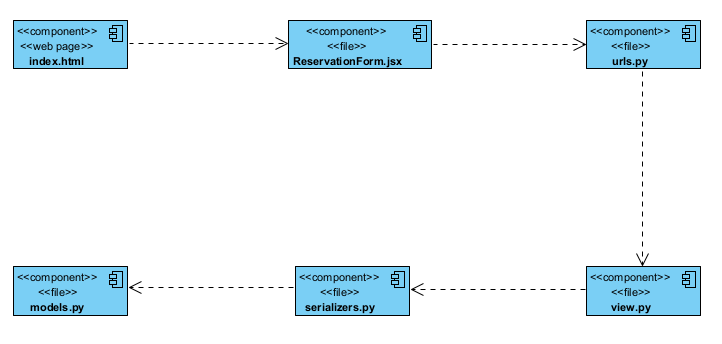 <<component>>
<<web page>>
index.html
<<component>>
<<file>>
ReservationForm.jsx
<<component>>
<<file>>
urls.py
<<component>>
<<file>>
models.py
<<component>>
<<file>>
serializers.py
<<component>>
<<file>>
view.py